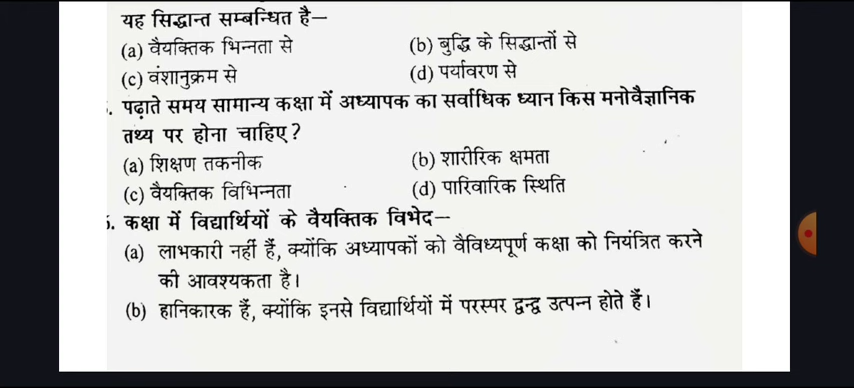 यह सिद्धान्त सम्बन्धित है—
(a) वैयक्तिक भिन्नता से (b) बुद्धि के सिद्धान्तों से
(c) वंशानुक्रम से (d) पर्यावरण से
. पढ़ाते समय सामान्य कक्षा में अध्यापक का सर्वाधिक ध्यान किस मनोवैज्ञानिक
तथ्य पर होना चाहिए?
(a) शिक्षण तकनीक (b) शारीरिक क्षमता
(c) वैयक्तिक विभिन्नता (d) पारिवारिक स्थिति
. कक्षा में विद्यार्थियों के वैयक्तिक विभेद—
(a) लाभकारी नहीं हैं, क्योंकि अध्यापकों को वैविध्यपूर्ण कक्षा को नियंत्रित करने
की आवश्यकता है।
(b) हानिकारक हैं, क्योंकि इनसे विद्यार्थियों में परस्पर द्वन्द्व उत्पन्न होते हैं।